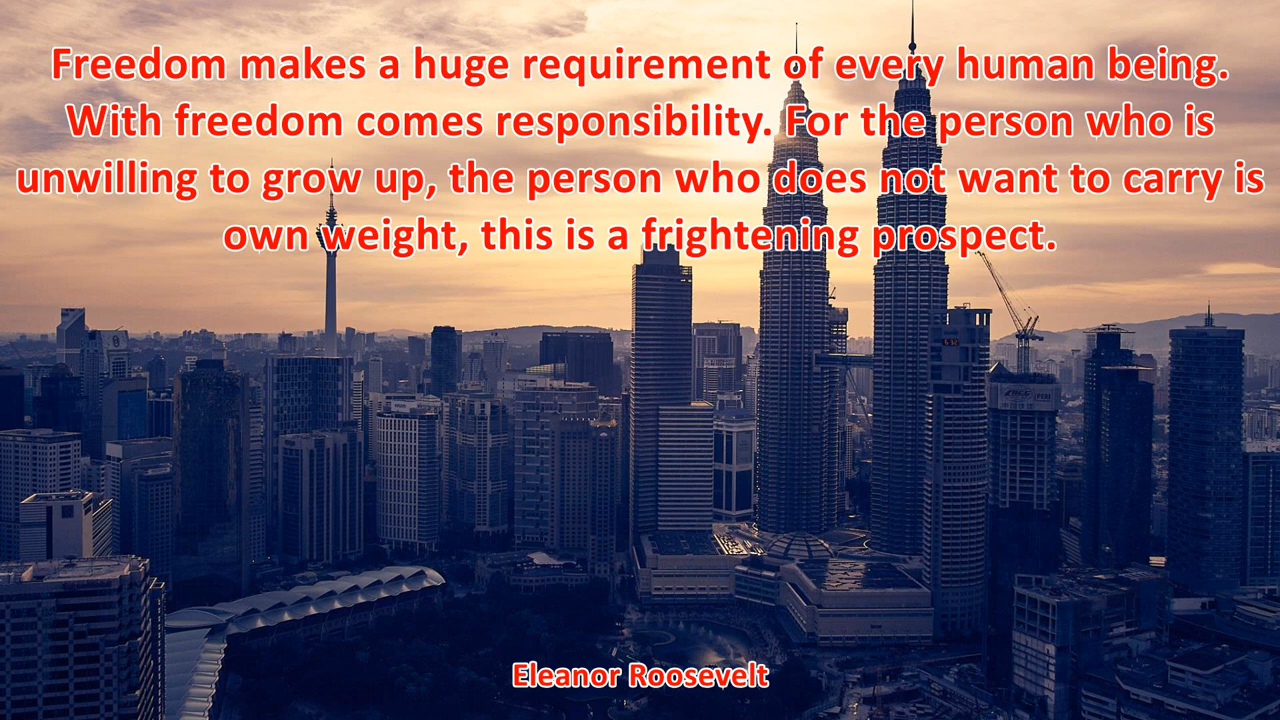 Freedom makes a huge requirement of every human being.
With freedom comes responsibility. For the person who is
unwilling to grow up, the person who does not want to carry is
own weight, this is a frightening prospect.
Eleanor Roosevelt